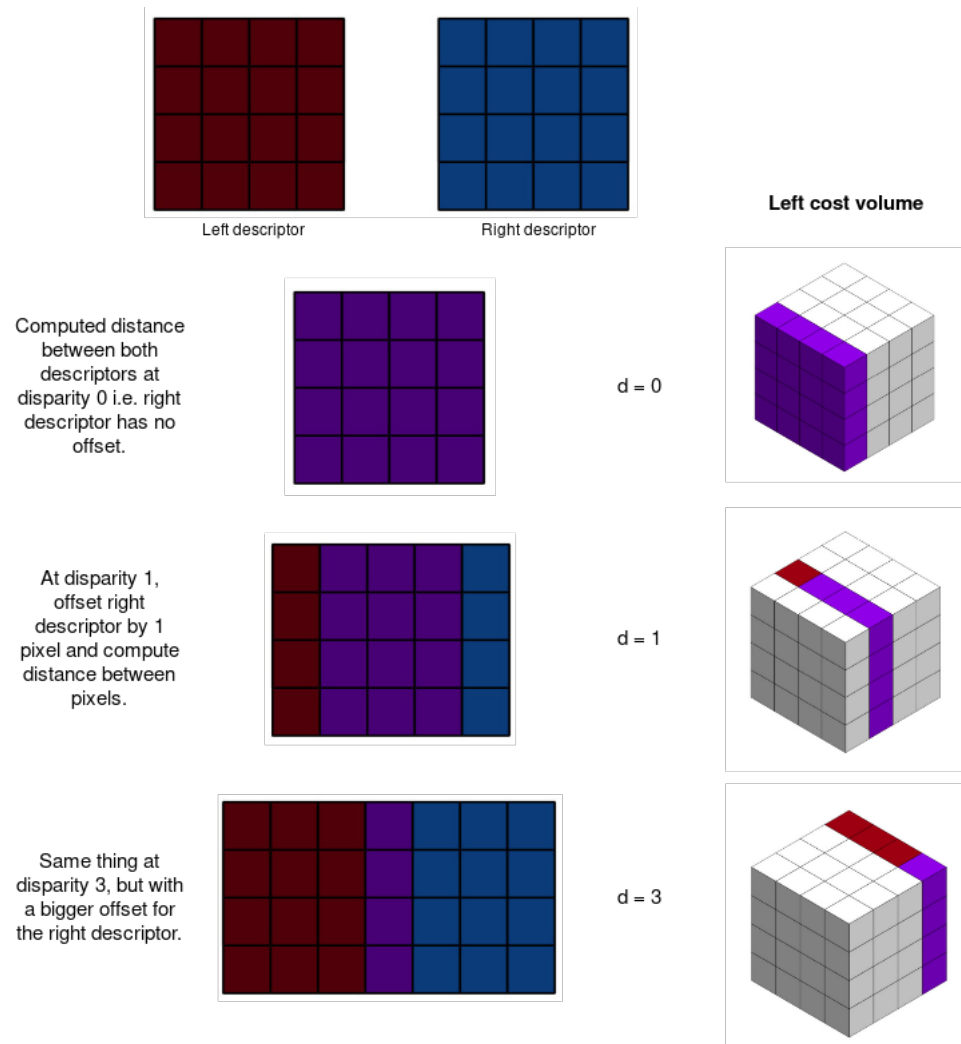 Left descriptor
Right descriptor
Left cost volume
Computed distance
between both
descriptors at
disparity 0 i.e. right
descriptor has no
offset.
d = 0
At disparity 1,
offset right
descriptor by 1
pixel and compute
distance between
pixels.
d = 1
Same thing at
disparity 3, but with
a bigger offset for
the right descriptor.
d = 3